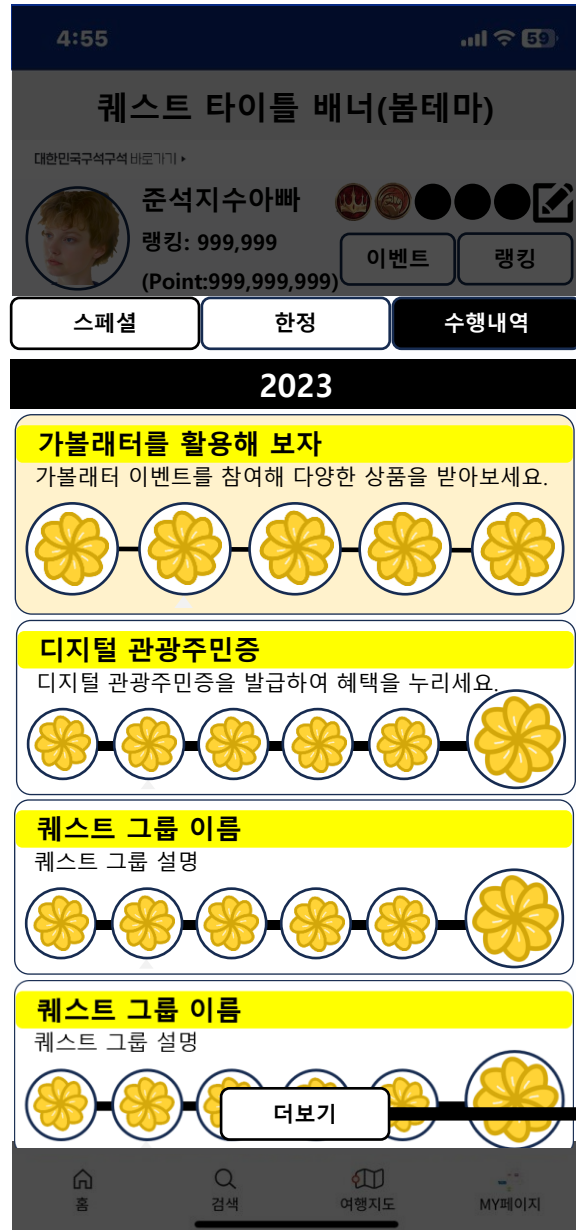 4:55
59
퀘스트 타이틀 배너(봄테마)
대한민국구석구석 바로가기
준석지수아빠
랭킹: 999,999
(Point:999,999,999)
이벤트
랭킹
스페셜
한정
수행내역
2023
가볼래터를 활용해 보자
가볼래터 이벤트를 참여해 다양한 상품을 받아보세요.
디지털 관광주민증
디지털 관광주민증을 발급하여 혜택을 누리세요.
퀘스트 그룹 이름
퀘스트 그룹 설명
퀘스트 그룹 이름
퀘스트 그룹 설명
더보기
홈
검색
여행지도
MY페이지